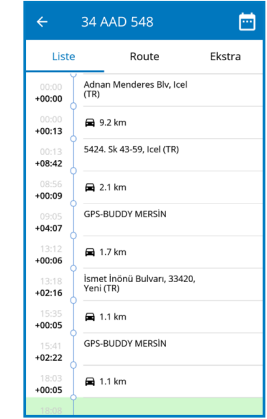 34 AAD 548
Liste Route Ekstra
00:00
+00:00
Adnan Menderes Blv, Icel
(TR)
00:00
+00:13
9.2 km
00:13
+08:42
5424. Sk 43-59, Icel (TR)
08:56
+00:09
2.1 km
09:05
+04:07
GPS-BUDDY MERSİN
13:12
+00:06
1.7 km
13:18
+02:16
İsmet İnönü Bulvarı, 33420,
Yeni (TR)
15:35
+00:05
1.1 km
15:41
+02:22
GPS-BUDDY MERSİN
18:03
+00:05
1.1 km
18:08